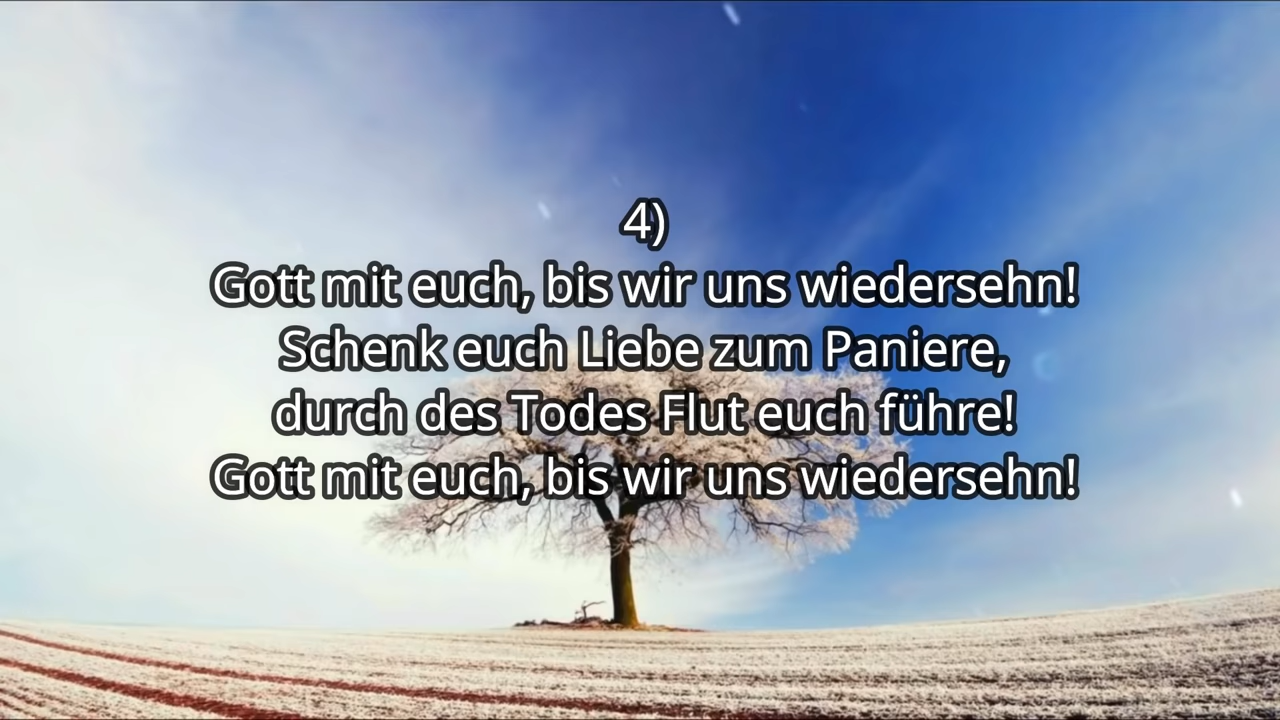 4)
Gott mit euch, bis wir uns wiedersehn!
Schenk euch Liebe zum Paniere,
durch des Todes Flut euch führe!
Gott mit euch, bis wir uns wiedersehn!